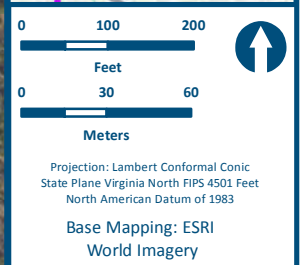 0 100 200
Feet
0 30 60
Meters
Projection: Lambert Conformal Conic
State Plane Virginia North FIPS 4501 Feet
North American Datum of 1983
Base Mapping: ESRI
World Imagery